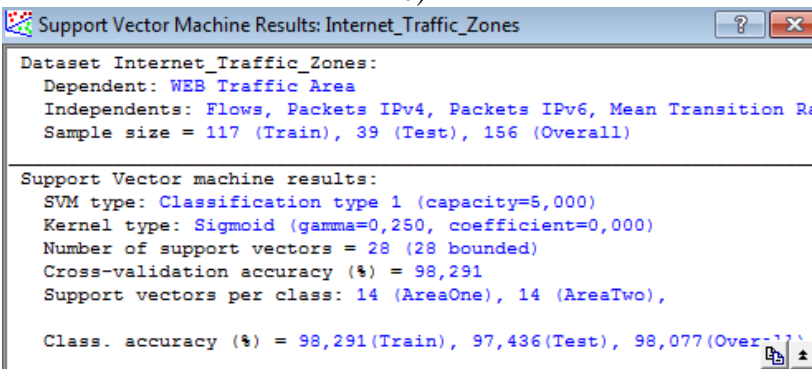 Support Vector Machine Results: Internet_Traffic_Zones
Dataset Internet_Traffic_Zones:
Dependent: WEB Traffic Area
Independents: Flows, Packets IPv4, Packets IPv6, Mean Transition Ra
Sample size = 117 (Train), 39 (Test), 156 (Overall)
Support Vector machine results:
SVM type: Classification type 1 (capacity=5,000)
Kernel type: Sigmoid (gamma=0,250, coefficient=0,000)
Number of support vectors = 28 (28 bounded)
Cross-validation accuracy (%) = 98,291
Support vectors per class: 14 (AreaOne), 14 (AreaTwo),
Class. accuracy (%) = 98,291(Train), 97,436(Test), 98,077(Overall)